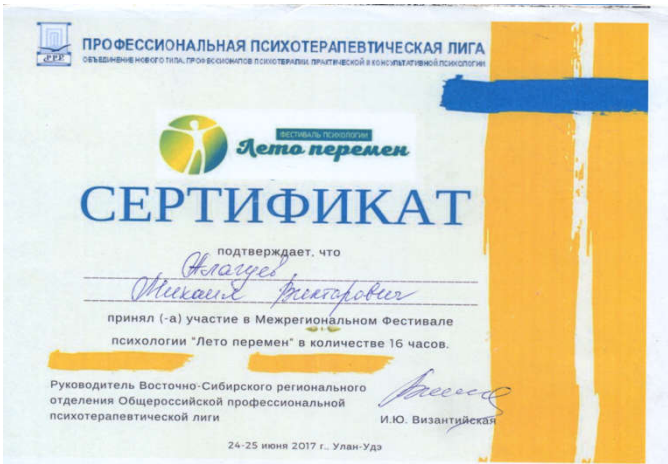 ПРОФЕССИОНАЛЬНАЯ ПСИХОТЕРАПЕВТИЧЕСКАЯ ЛИГА
ОБЪЕДИНЕНИЕ НОВОГО ТИПА, ПРОФЕССИОНАЛОВ ПСИХОТЕРАПИИ, ПРАКТИЧЕСКОЙ И КОНСУЛЬТАТИВНОЙ ПСИХОЛОГИИ
PPL
ФЕСТИВАЛЬ ПСИХОЛОГИИ
Лето перемен
СЕРТИФИКАТ
подтверждает, что
Алагуев
Михаил Викторович
принял (-а) участие в Межрегиональном Фестивале
психологии "Лето перемен" в количестве 16 часов.
Руководитель Восточно-Сибирского регионального
отделения Общероссийской профессиональной
психотерапевтической лиги
И.Ю. Византийская
24-25 июня 2017 г., Улан-Удэ